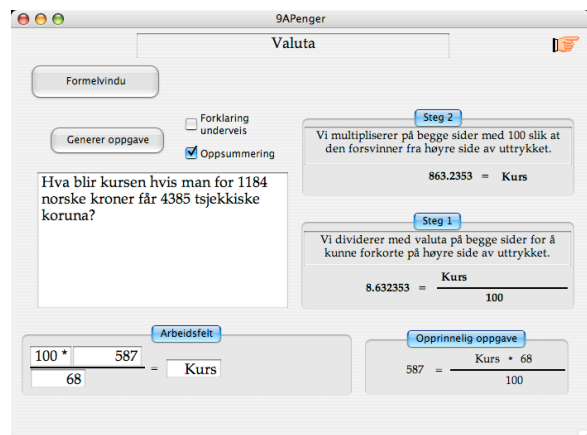 9APenger
Valuta
Formelvindu
Generer oppgave
Forklaring
underveis
Oppsummering
Hva blir kursen hvis man for 1184
norske kroner får 4385 tsjekkiske
koruna?
Steg 2
Vi multipliserer på begge sider med 100 slik at
den forsvinner fra høyre side av uttrykket.
863.2353 = Kurs
Steg 1
Vi dividerer med valuta på begge sider for å
kunne forkorte på høyre side av uttrykket.
Kurs
8.632353 =
100
Arbeidsfelt
100 * 587
= Kurs
68
Opprinnelig oppgave
Kurs * 68
587 =
100